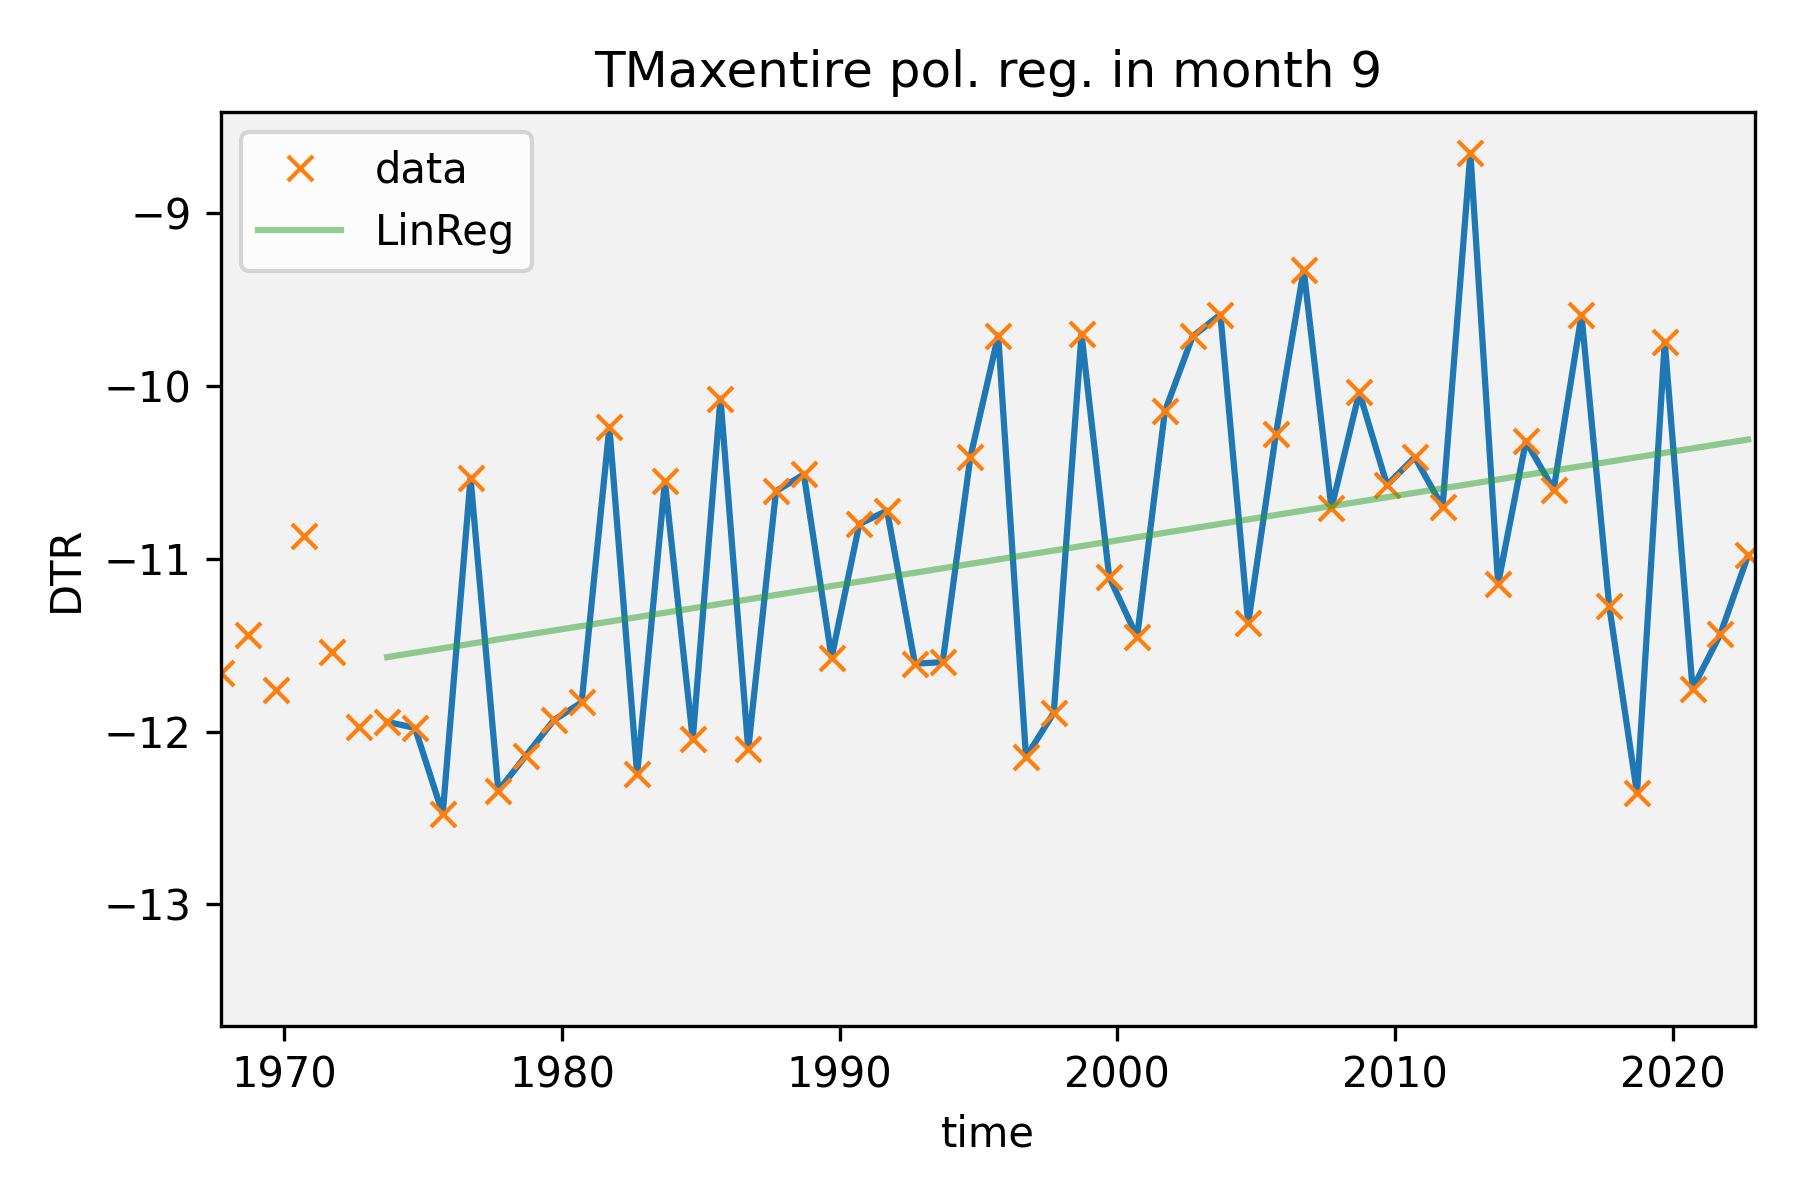 TMaxentire pol. reg. in month 9
data
LinReg
−9
−10
−11
−12
−13
DTR
1970 1980 1990 2000 2010 2020
time